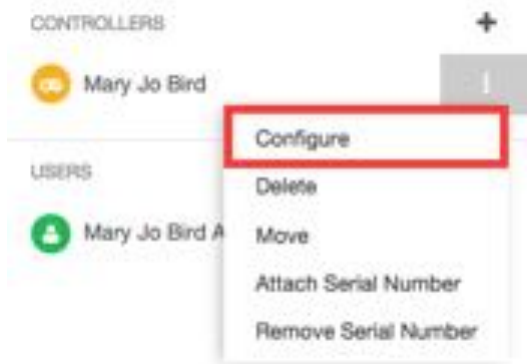 CONTROLLERS
Mary Jo Bird
Configure
USERS
Delete
Mary Jo Bird A
Move
Attach Serial Number
Remove Serial Number